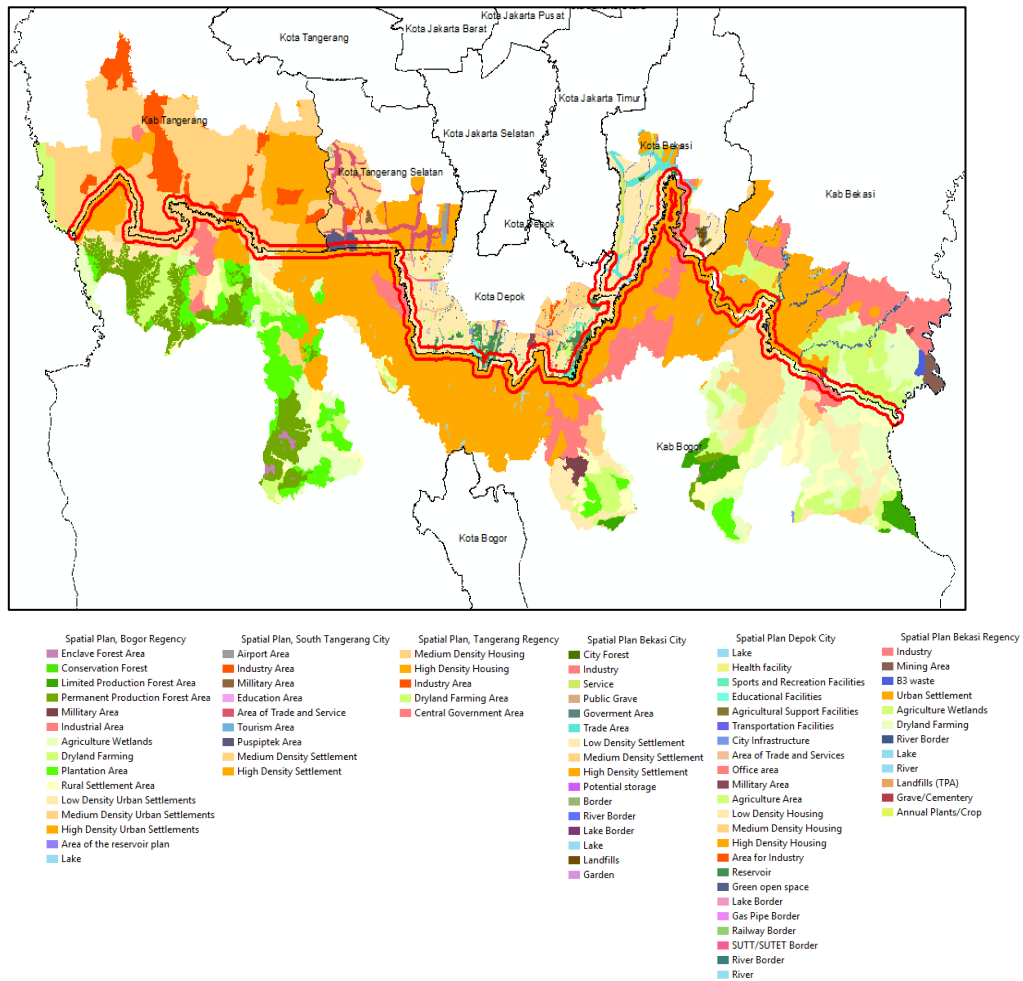 Kota Jakarta Pusat
Kota Jakarta Barat
Kota Tangerang
Kota Jakarta Timur
Kab Tangerang
Kota Jakarta Selatan
Kota Bekasi
Kota Tangerang Selatan
Kab Bekasi
Kota Depok
Kota Depok
Kab Bogor
Kota Bogor
Spatial Plan, Bogor Regency
Enclave Forest Area
Conservation Forest
Limited Production Forest Area
Permanent Production Forest Area
Millitary Area
Industrial Area
Agriculture Wetlands
Dryland Farming
Plantation Area
Rural Settlement Area
Low Density Urban Settlements
Medium Density Urban Settlements
High Density Urban Settlements
Area of the reservoir plan
Lake
Spatial Plan, South Tangerang City
Airport Area
Industry Area
Military Area
Education Area
Area of Trade and Service
Tourism Area
Puspiptek Area
Medium Density Settlement
High Density Settlement
Spatial Plan, Tangerang Regency
Medium Density Housing
High Density Housing
Industry Area
Dryland Farming Area
Central Government Area
Spatial Plan Bekasi City
City Forest
Industry
Service
Public Grave
Goverment Area
Trade Area
Low Density Settlement
Medium Density Settlement
High Density Settlement
Potential storage
Border
River Border
Lake Border
Lake
Landfills
Garden
Spatial Plan Depok City
Lake
Health facility
Sports and Recreation Facilities
Educational Facilities
Agricultural Support Facilities
Transportation Facilities
City Infrastructure
Area of Trade and Services
Office area
Millitary Area
Agriculture Area
Low Density Housing
Medium Density Housing
High Density Housing
Area for Industry
Reservoir
Green open space
Lake Border
Gas Pipe Border
Railway Border
SUTT/SUTET Border
River Border
River
Spatial Plan Bekasi Regency
Industry
Mining Area
B3 waste
Urban Settlement
Agriculture Wetlands
Dryland Farming
River Border
Lake
River
Landfills (TPA)
Grave/Cemetery
Annual Plants/Crop